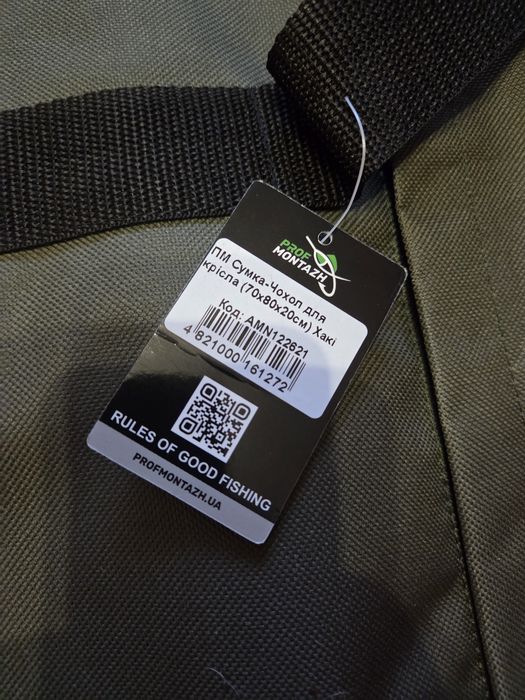 PROF
MONTAZH
ПМ Сумка-Чохол для
крісла (70х80х20см) Хакі
Код: AMN122621
4 821000 161272
RULES OF GOOD FISHING
PROFMONTAZH.UA